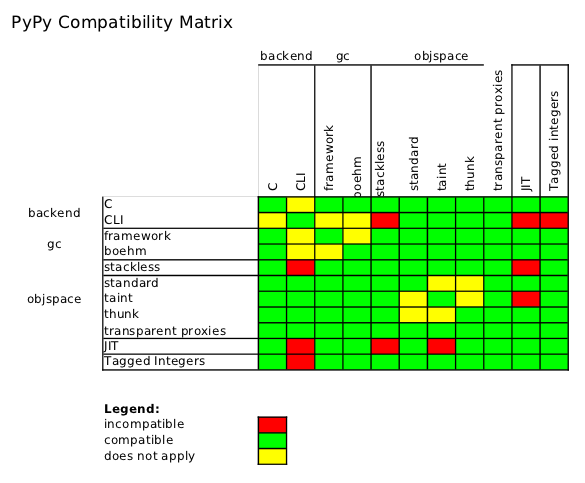 PyPy Compatibility Matrix
backend gc objspace
C CLI framework boehm stackless standard taint thunk transparent proxies JIT Tagged integers
C
backend
CLI
framework
gc
boehm
stackless
standard
objspace taint
thunk
transparent proxies
JIT
Tagged Integers
Legend:
incompatible
compatible
does not apply